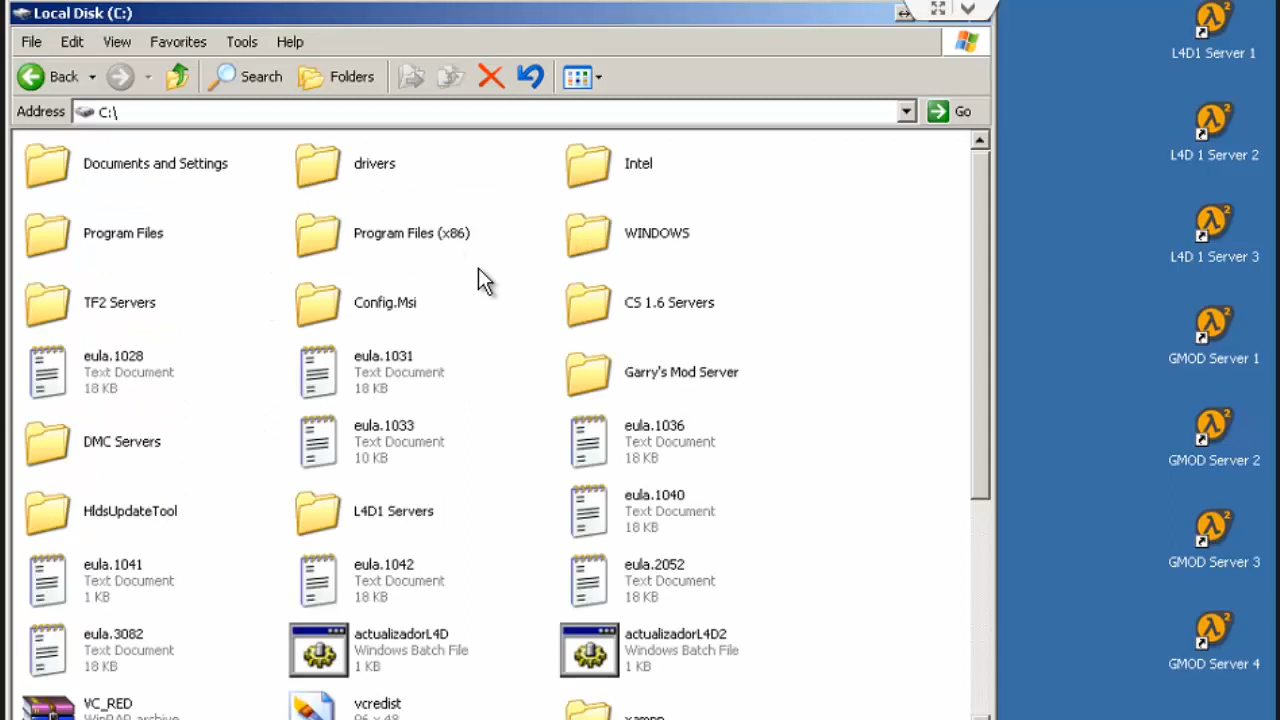 Local Disk (C:)
File Edit View Favorites Tools Help
Back Search Folders
Address C:\ Go
Documents and Settings
drivers
Intel
Program Files
Program Files (x86)
WINDOWS
TF2 Servers
Config.Msi
CS 1.6 Servers
eula.1028
Text Document
18 KB
eula.1031
Text Document
18 KB
Garry's Mod Server
DMC Servers
eula.1033
Text Document
10 KB
eula.1036
Text Document
18 KB
HldsUpdateTool
L4D1 Servers
eula.1040
Text Document
18 KB
eula.1041
Text Document
1 KB
eula.1042
Text Document
18 KB
eula.2052
Text Document
18 KB
eula.3082
Text Document
18 KB
actualizadorL4D
Windows Batch File
1 KB
actualizadorL4D2
Windows Batch File
1 KB
VC_RED
WinRAR archive
vcredist
96 x 48
xampp
L4D1 Server 1
L4D 1 Server 2
L4D 1 Server 3
GMOD Server 1
GMOD Server 2
GMOD Server 3
GMOD Server 4